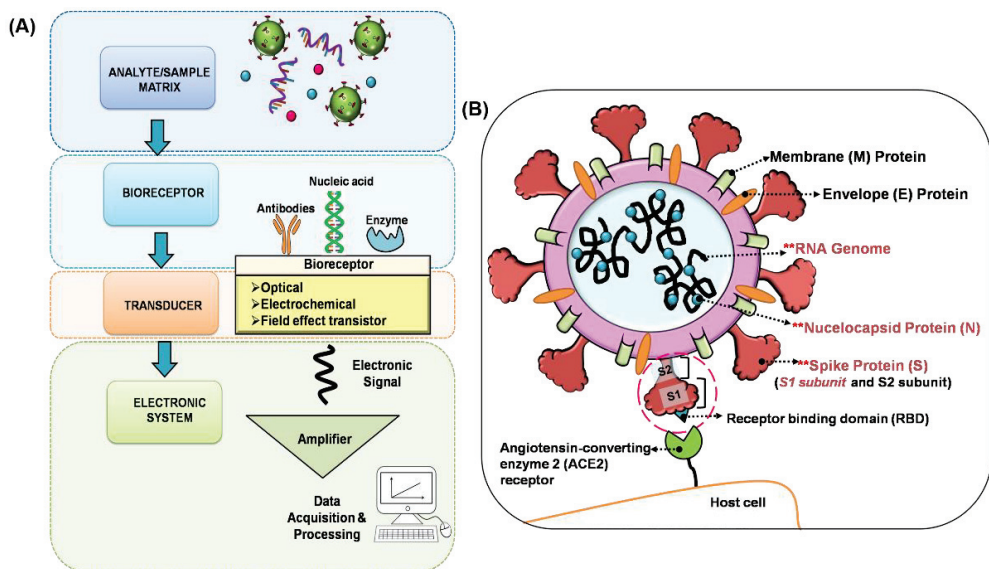 (A)
ANALYTE/SAMPLE
MATRIX
BIORECEPTOR
Nucleic acid
Antibodies
Enzyme
Bioreceptor
TRANSDUCER
➢Optical
➢Electrochemical
➢Field effect transistor
ELECTRONIC
SYSTEM
Electronic
Signal
Amplifier
Data
Acquisition &
Processing
(B)
Membrane (M) Protein
Envelope (E) Protein
**RNA Genome
**Nucelocapsid Protein (N)
**Spike Protein (S)
(S1 subunit and S2 subunit)
S2
S1
Receptor binding domain (RBD)
Angiotensin-converting
enzyme 2 (ACE2)
receptor
Host cell